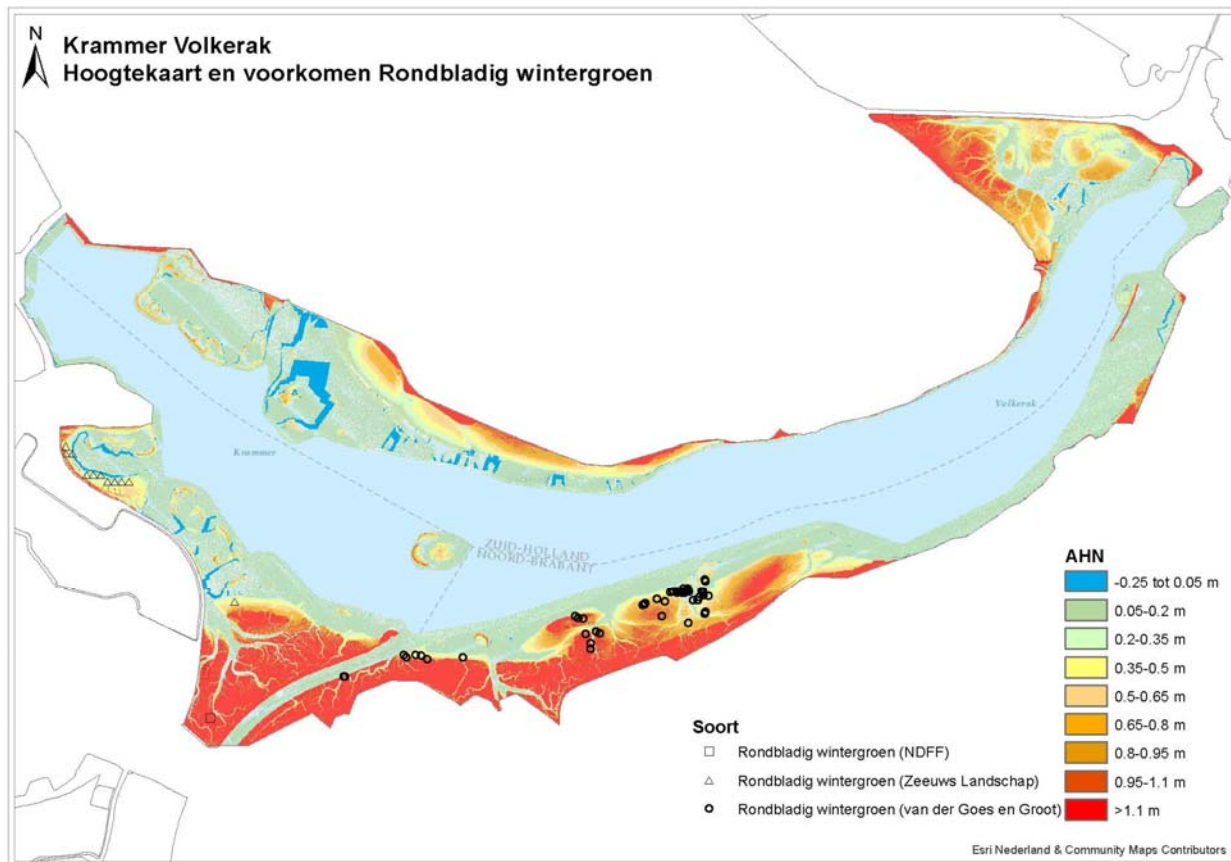 N
Krammer Volkerak
Hoogtekaart en voorkomen Rondbladig wintergroen
Volkerak
Krammer
ZUID-HOLLAND
NOORD-BRABANT
AHN
-0.25 tot 0.05 m
0.05-0.2 m
0.2-0.35 m
0.35-0.5 m
0.5-0.65 m
0.65-0.8 m
0.8-0.95 m
0.95-1.1 m
>1.1 m
Soort
Rondbladig wintergroen (NDFF)
Rondbladig wintergroen (Zeeuws Landschap)
Rondbladig wintergroen (van der Goes en Groot)
Esri Nederland & Community Maps Contributors